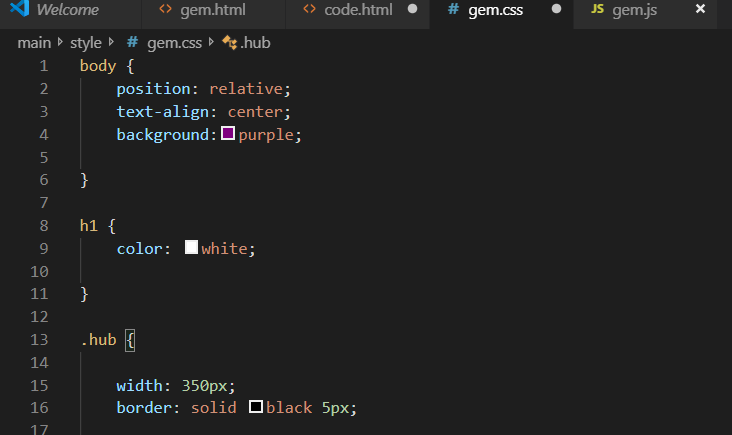 Welcome gem.html code.html gem.css gem.js
main style gem.css .hub
1 body {
2 position: relative;
3 text-align: center;
4 background: purple;
5
6 }
7
8 h1 {
9 color: white;
10
11 }
12
13 .hub {
14
15 width: 350px;
16 border: solid black 5px;
17